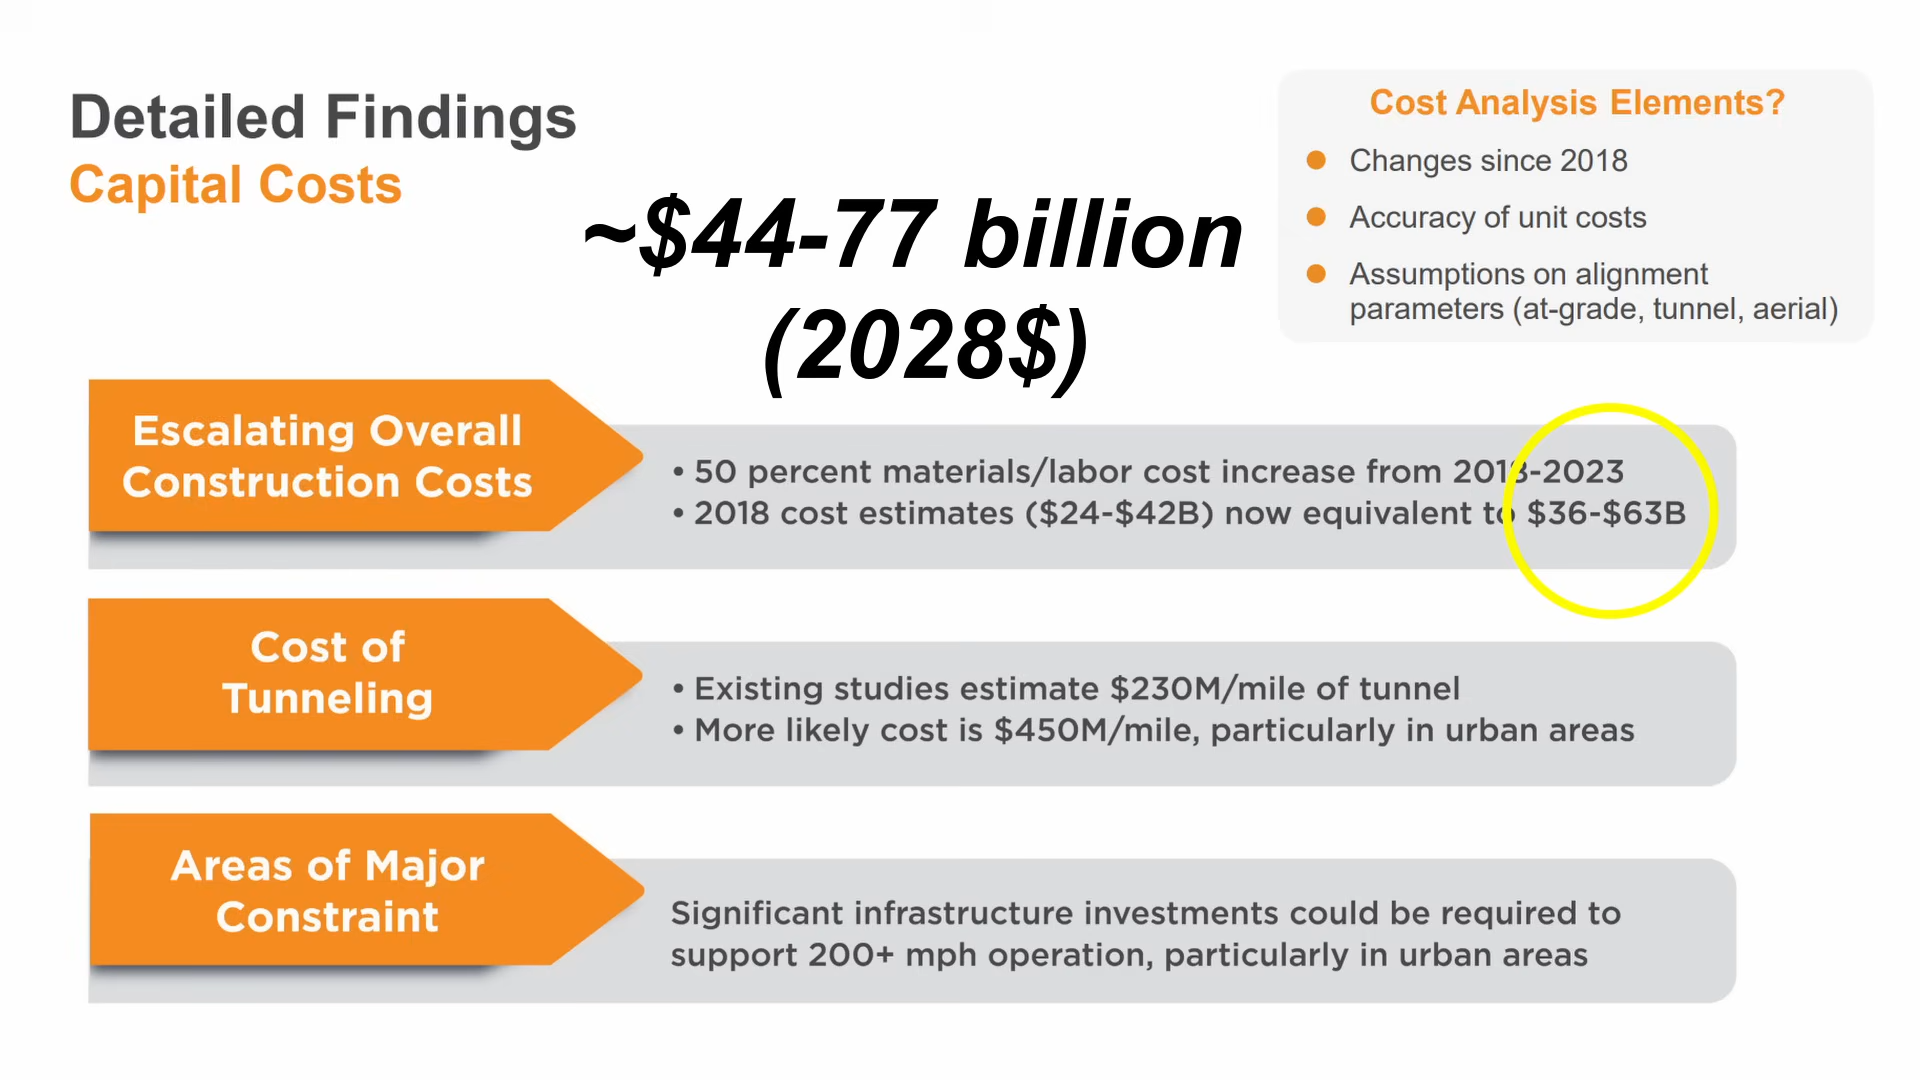 Detailed Findings
Capital Costs
~$44-77 billion
(2028$)
Cost Analysis Elements?
Changes since 2018
Accuracy of unit costs
Assumptions on alignment
parameters (at-grade, tunnel, aerial)
Escalating Overall
Construction Costs
• 50 percent materials/labor cost increase from 2018-2023
• 2018 cost estimates ($24-$42B) now equivalent to $36-$63B
Cost of
Tunneling
• Existing studies estimate $230M/mile of tunnel
• More likely cost is $450M/mile, particularly in urban areas
Areas of Major
Constraint
Significant infrastructure investments could be required to
support 200+ mph operation, particularly in urban areas